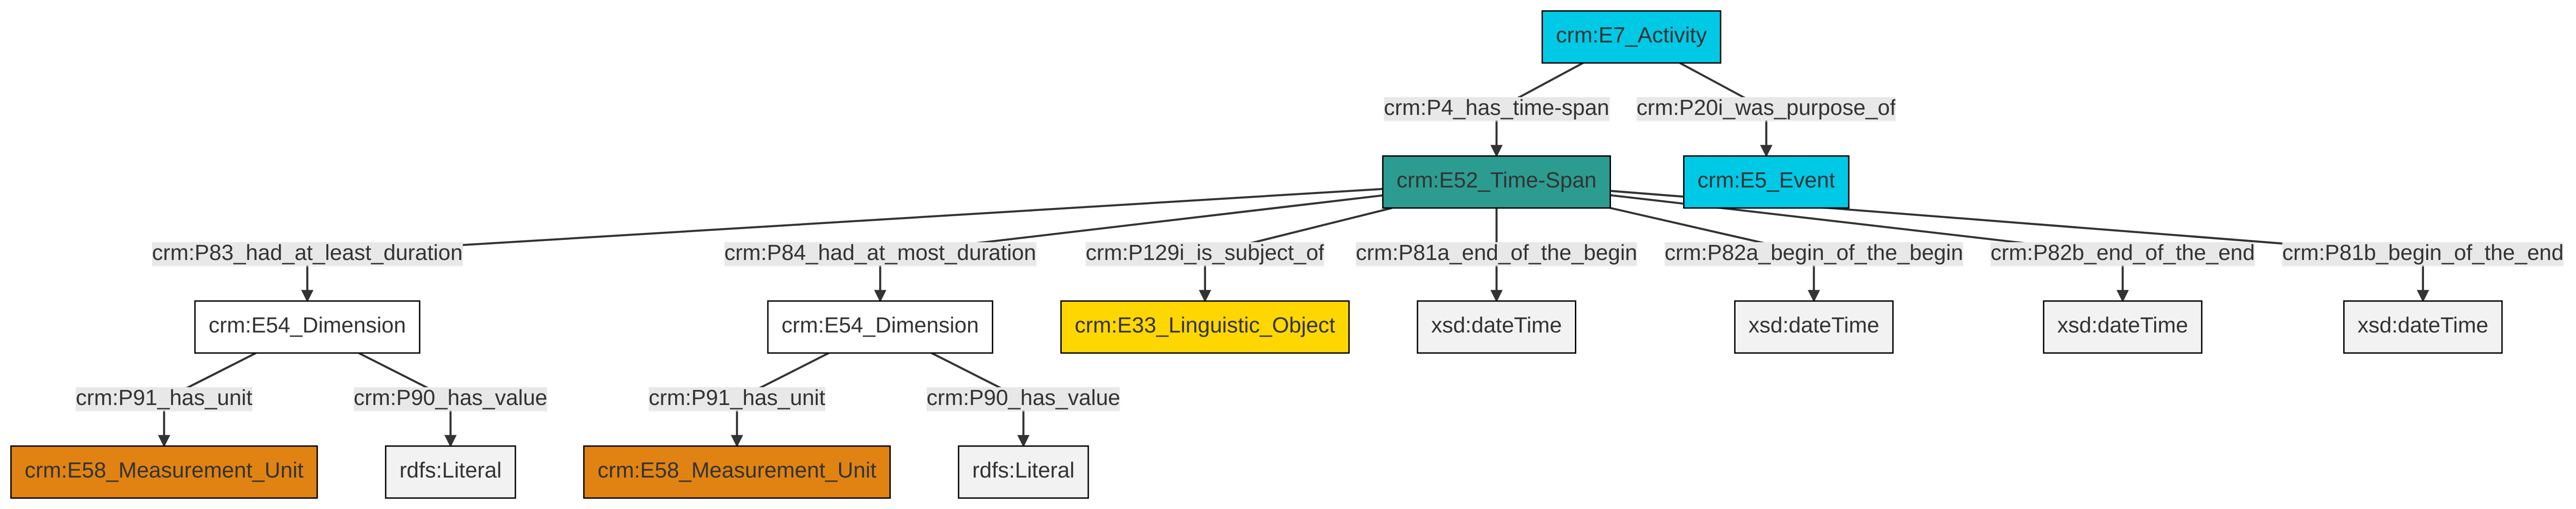 crm:E7_Activity
crm:P4_has_time-span
crm:P20i_was_purpose_of
crm:E52_Time-Span
crm:E5_Event
crm:P83_had_at_least_duration
crm:P84_had_at_most_duration
crm:P129i_is_subject_of
crm:P81a_end_of_the_begin
crm:P82a_begin_of_the_begin
crm:P82b_end_of_the_end
crm:P81b_begin_of_the_end
crm:E54_Dimension
crm:E54_Dimension
crm:E33_Linguistic_Object
xsd:dateTime
xsd:dateTime
xsd:dateTime
xsd:dateTime
crm:P91_has_unit
crm:P90_has_value
crm:P91_has_unit
crm:P90_has_value
crm:E58_Measurement_Unit
rdfs:Literal
crm:E58_Measurement_Unit
rdfs:Literal